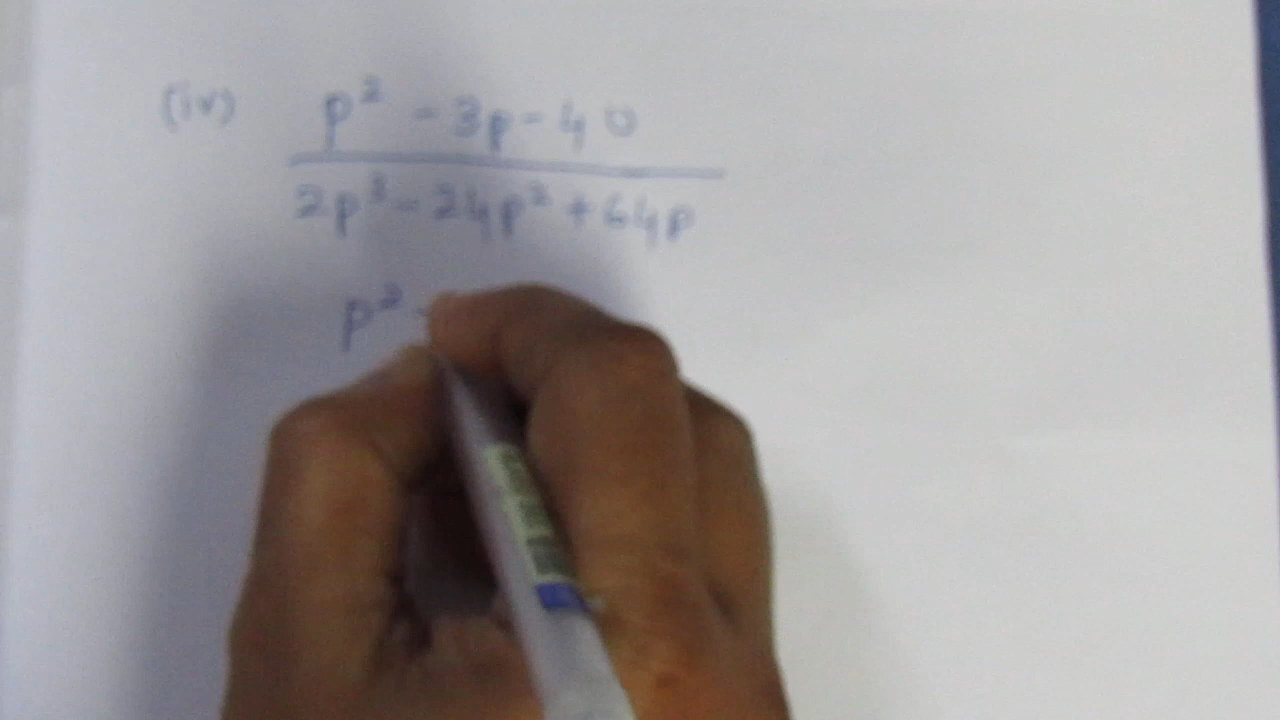 (iv) p² - 3p - 40
2p³ - 24p² + 64p
p² -